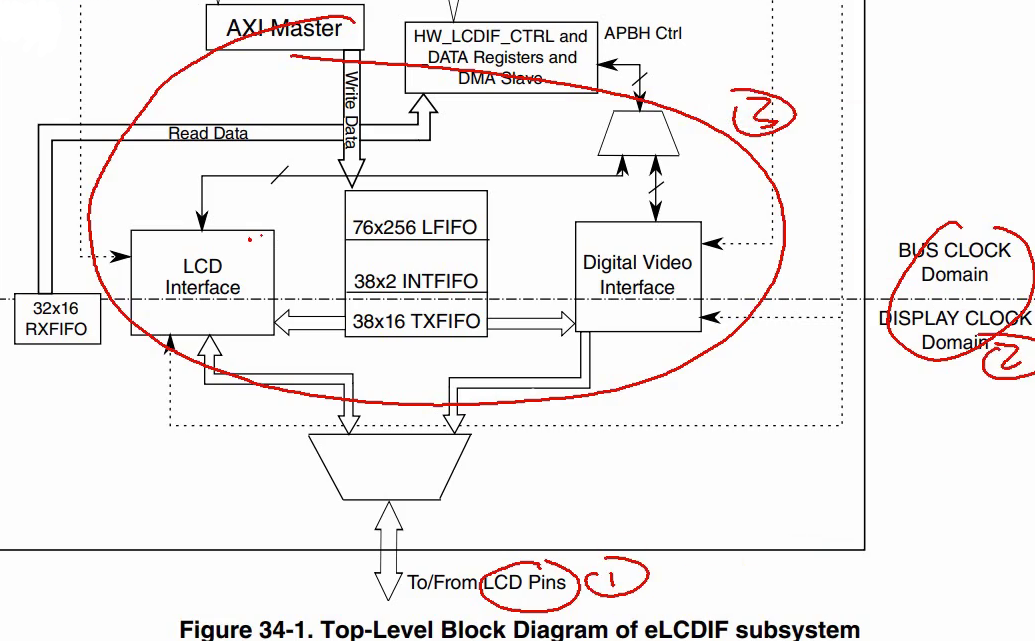 AXI Master
HW_LCDIF_CTRL and
DATA Registers and
DMA Slave
APBH Ctrl
Write Data
Read Data
76x256 LFIFO
38x2 INTFIFO
38x16 TXFIFO
LCD
Interface
Digital Video
Interface
32x16
RXFIFO
BUS CLOCK
Domain
DISPLAY CLOCK
Domain
2
To/From LCD Pins
1
Figure 34-1. Top-Level Block Diagram of eLCDIF subsystem